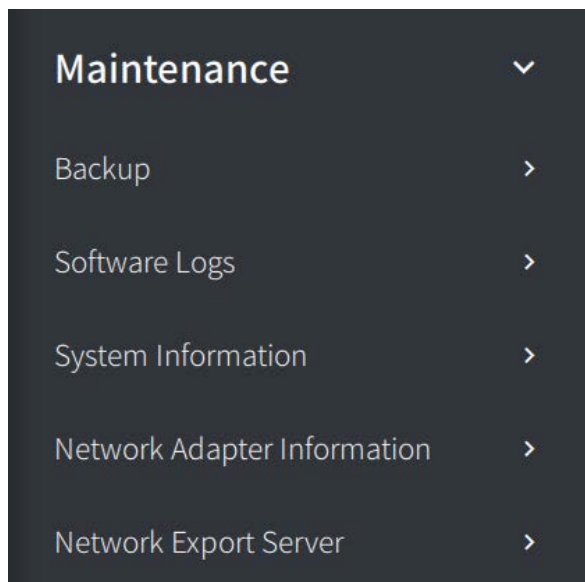 Maintenance
Backup
Software Logs
System Information
Network Adapter Information
Network Export Server